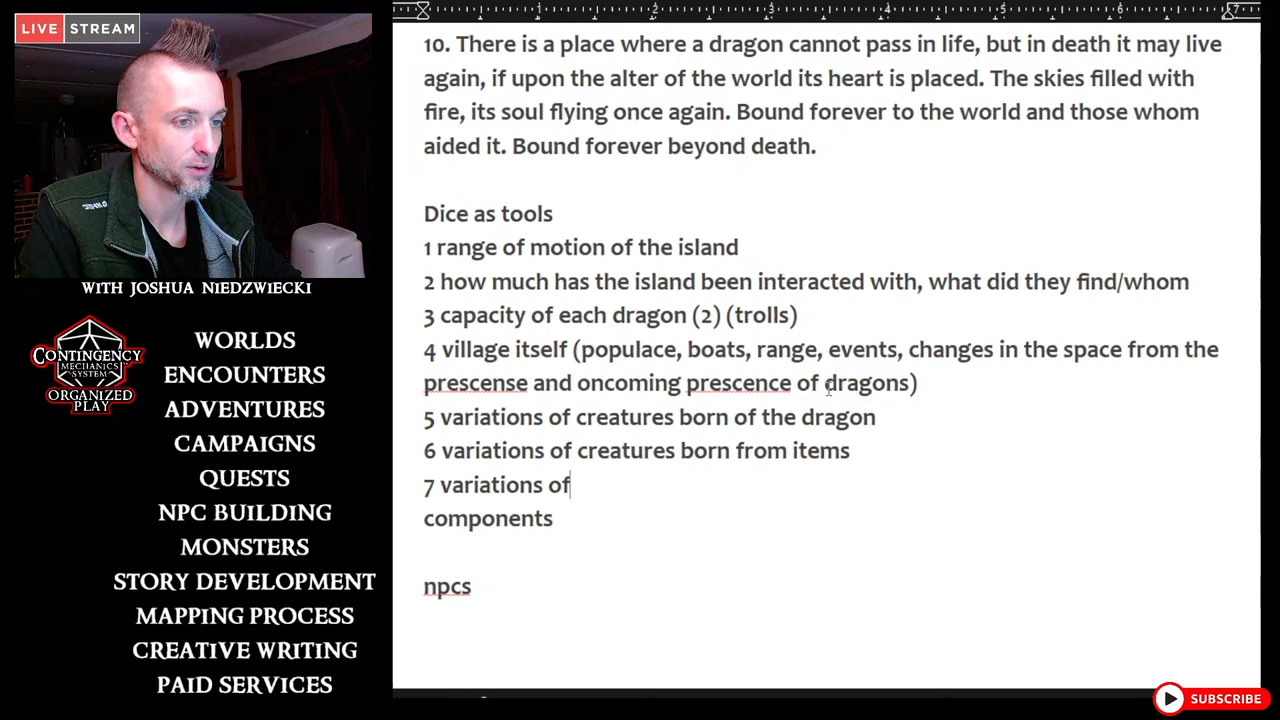 LIVE STREAM
WITH JOSHUA NIEDZWIECKI
CONTINGENCY
MECHANICS
SYSTEM
ORGANIZED
PLAY
WORLDS
ENCOUNTERS
ADVENTURES
CAMPAIGNS
QUESTS
NPC BUILDING
MONSTERS
STORY DEVELOPMENT
MAPPING PROCESS
CREATIVE WRITING
PAID SERVICES
1 2 3 4 5 6 7
10. There is a place where a dragon cannot pass in life, but in death it may live
again, if upon the alter of the world its heart is placed. The skies filled with
fire, its soul flying once again. Bound forever to the world and those whom
aided it. Bound forever beyond death.
Dice as tools
1 range of motion of the island
2 how much has the island been interacted with, what did they find/whom
3 capacity of each dragon (2) (trolls)
4 village itself (populace, boats, range, events, changes in the space from the
prescense and oncoming prescence of dragons)
5 variations of creatures born of the dragon
6 variations of creatures born from items
7 variations of
components
npcs
SUBSCRIBE